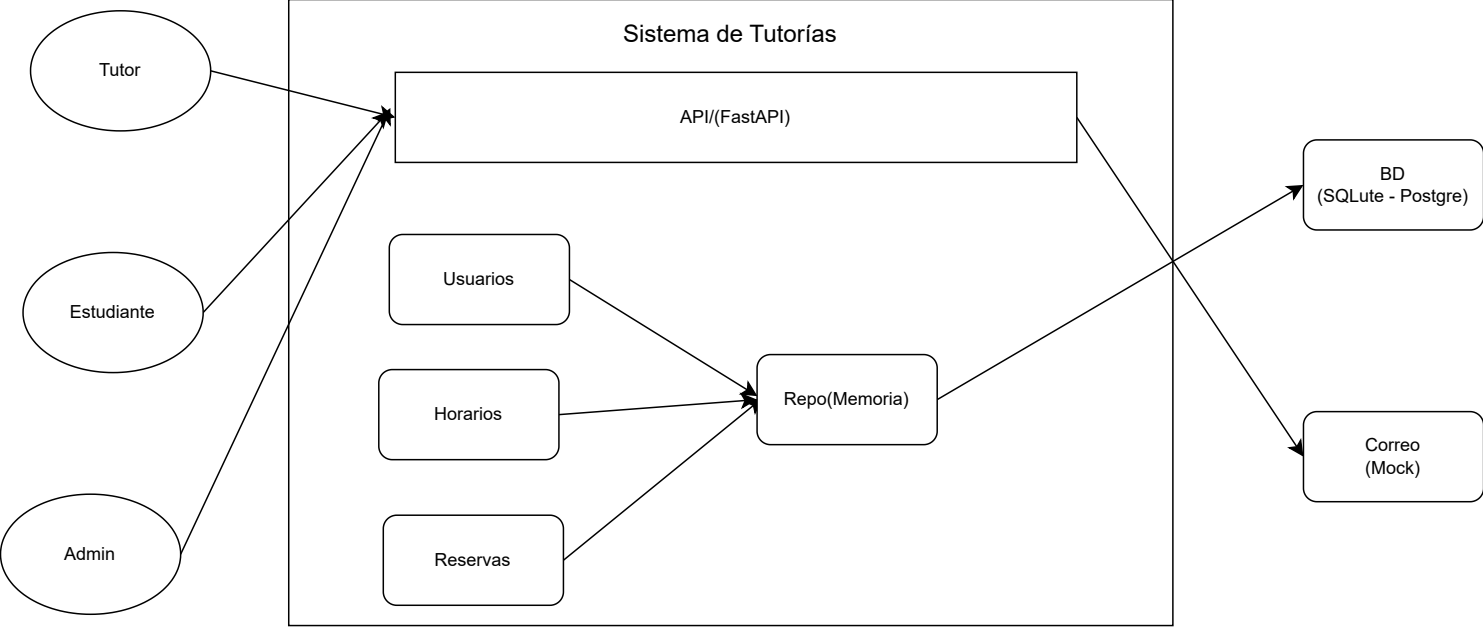 Sistema de Tutorías
Tutor
API/(FastAPI)
BD
(SQLute - Postgre)
Usuarios
Estudiante
Repo(Memoria)
Horarios
Correo
(Mock)
Admin
Reservas